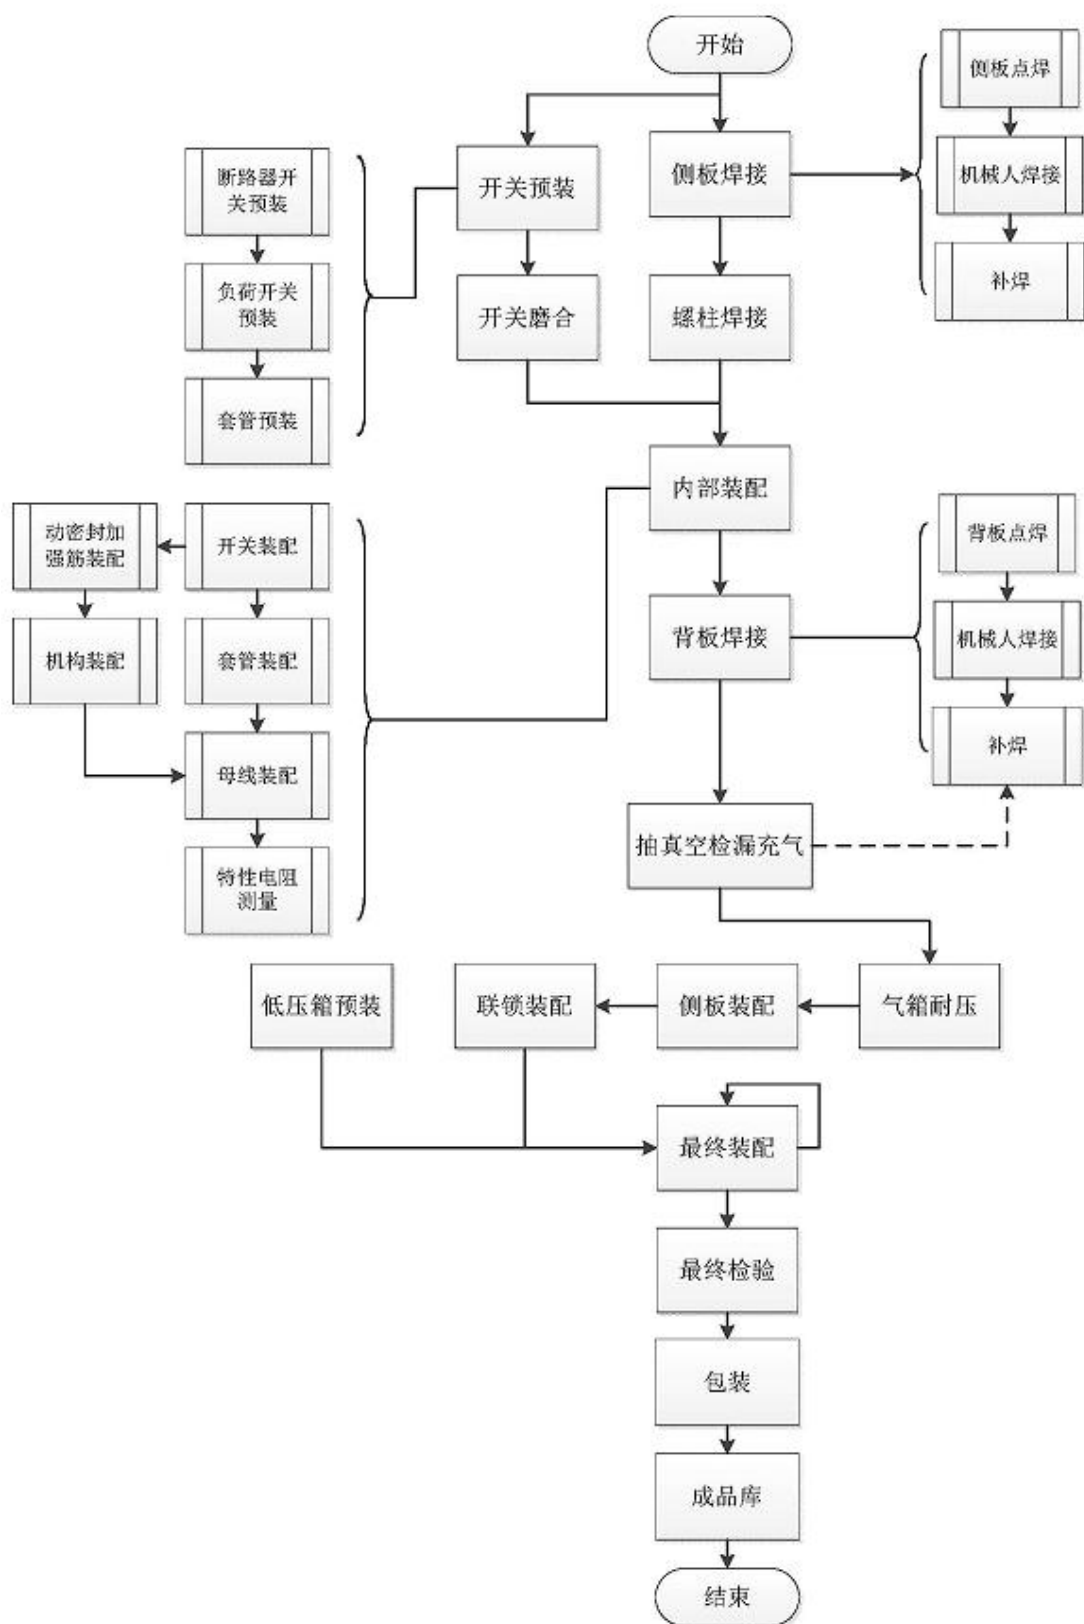 开始
侧板点焊
机械人焊接
补焊
断路器开
关预装
负荷开关
预装
套管预装
开关预装
侧板焊接
开关磨合
螺柱焊接
内部装配
动密封加
强筋装配
开关装配
机构装配
套管装配
母线装配
特性电阻
测量
背板焊接
背板点焊
机械人焊接
补焊
抽真空检漏充气
低压箱预装
联锁装配
侧板装配
气箱耐压
最终装配
最终检验
包装
成品库
结束